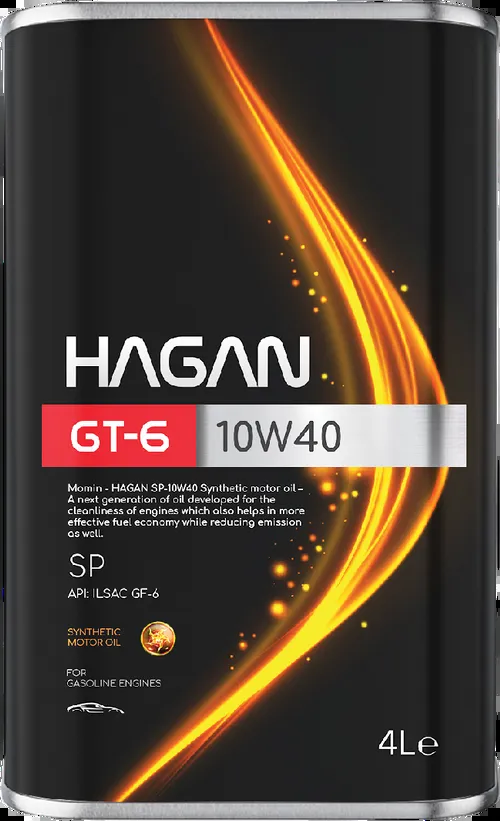 HAGAN
GT-6 10W40
Momin - HAGAN SP-10W40 Synthetic motor oil –
A next generation of oil developed for the
cleanliness of engines which also helps in more
effective fuel economy while reducing emission
as well.
SP
API: ILSAC GF-6
SYNTHETIC
MOTOR OIL
FOR
GASOLINE ENGINES
4L℮